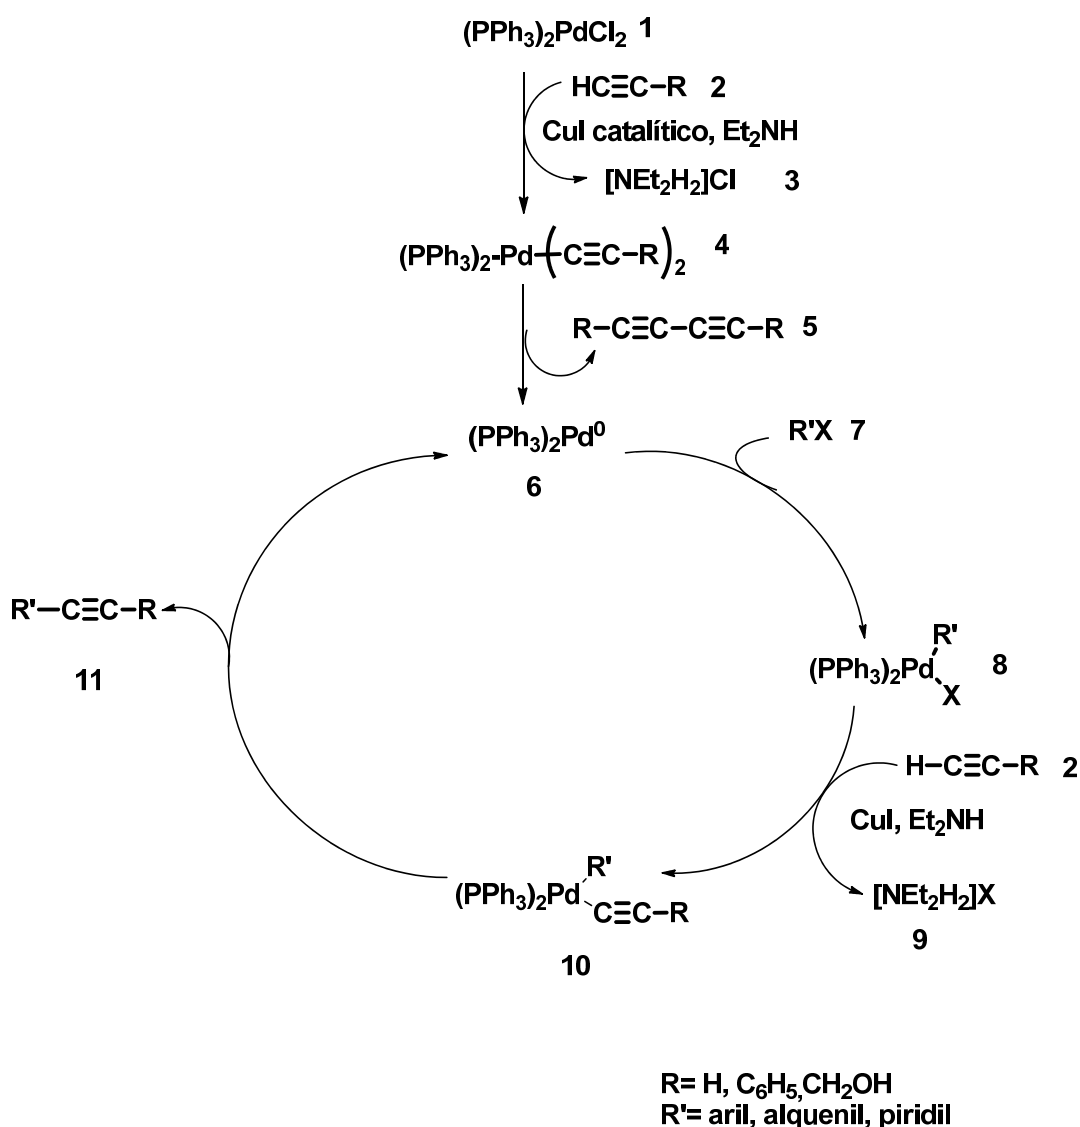 (PPh₃)₂PdCl₂ 1
HC≡C–R 2
CuI catalítico, Et₂NH
[NEt₂H₂]Cl 3
(PPh₃)₂-Pd–(C≡C–R)₂ 4
R–C≡C–C≡C–R 5
(PPh₃)₂Pd⁰
6
R'X 7
R'–C≡C–R
11
(PPh₃)₂Pd R' X 8
H–C≡C–R 2
CuI, Et₂NH
[NEt₂H₂]X
9
(PPh₃)₂Pd R' C≡C–R
10
R= H, C₆H₅,CH₂OH
R'= aril, alquenil, piridil